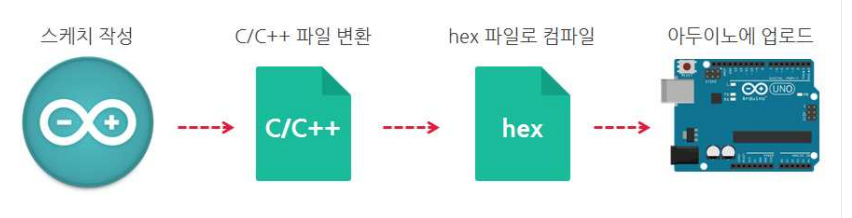 스케치 작성
C/C++ 파일 변환
hex 파일로 컴파일
아두이노에 업로드
C/C++
hex
UNO